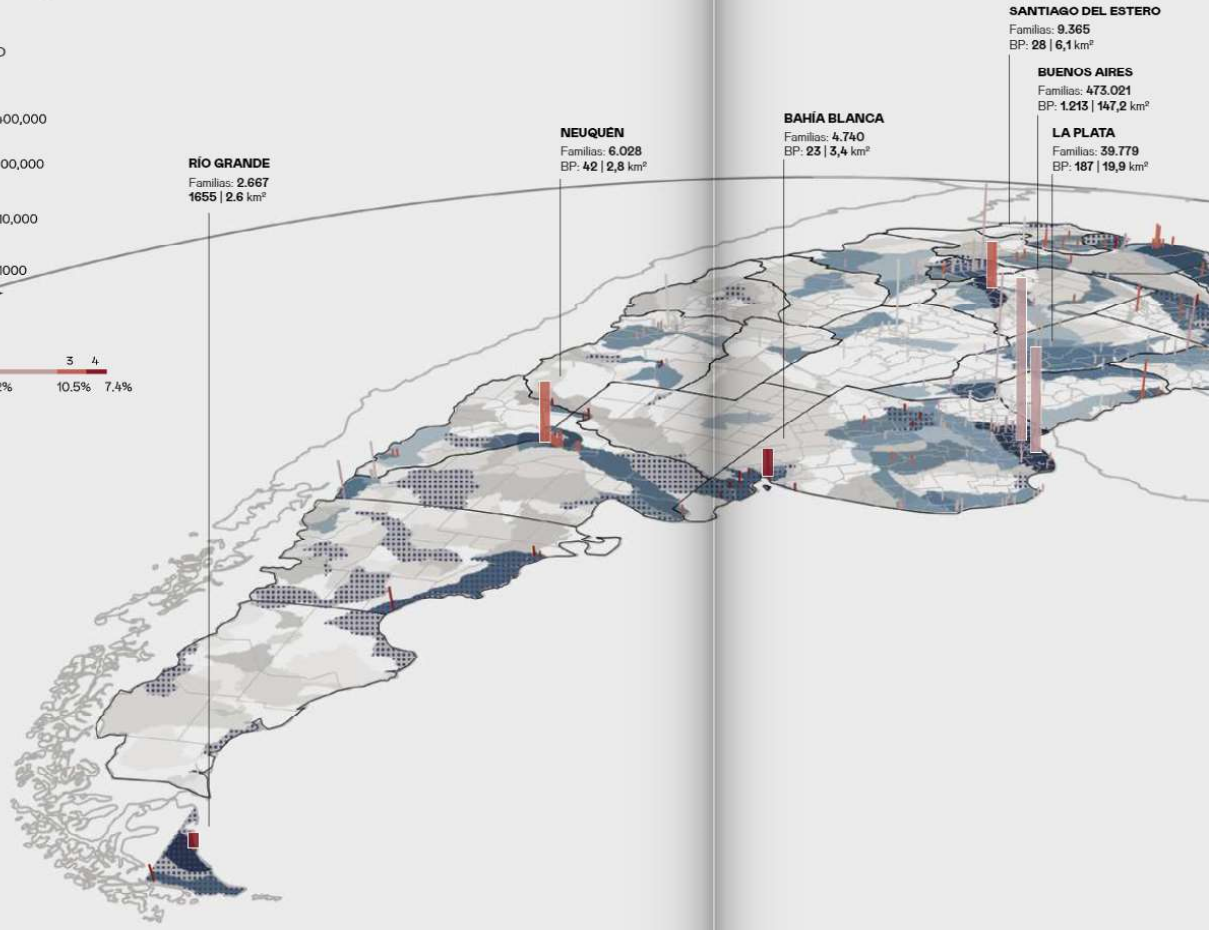 SANTIAGO DEL ESTERO
Familias: 9.365
BP: 28 | 6,1 km²
BUENOS AIRES
Familias: 473.021
BP: 1.213 | 147,2 km²
LA PLATA
Familias: 39.779
BP: 187 | 19,9 km²
BAHÍA BLANCA
Familias: 4.740
BP: 23 | 3,4 km²
NEUQUÉN
Familias: 6.028
BP: 42 | 2,8 km²
RÍO GRANDE
Familias: 2.667
1655 | 2.6 km²
00,000
1000
3 4
10.5% 7.4%